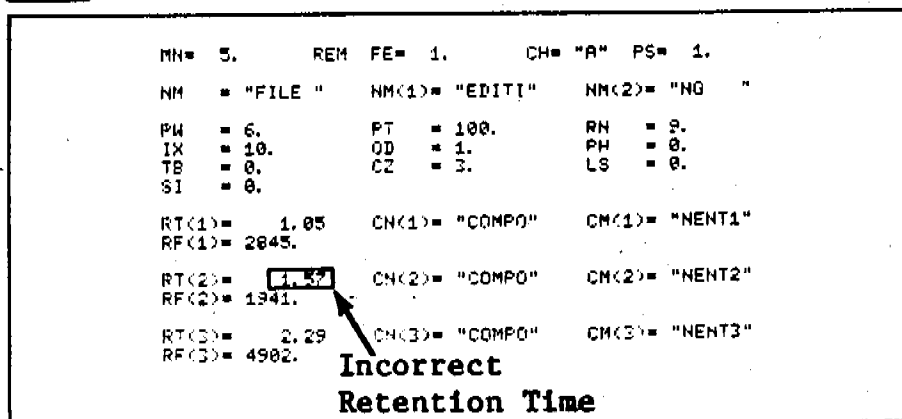 MN= 5. REM FE= 1. CH= "A" PS= 1.
NM = "FILE " NM(1)= "EDITI" NM(2)= "NG "
PW = 6. PT = 100. RN = 9.
IX = 10. OD = 1. PH = 0.
TB = 0. CZ = 3. LS = 0.
SI = 0.
RT(1)= 1.05 CN(1)= "COMPO" CM(1)= "NENT1"
RF(1)= 2845.
RT(2)= 1.57 CN(2)= "COMPO" CM(2)= "NENT2"
RF(2)= 1941.
RT(3)= 2.29 CN(3)= "COMPO" CM(3)= "NENT3"
RF(3)= 4902.
Incorrect
Retention Time